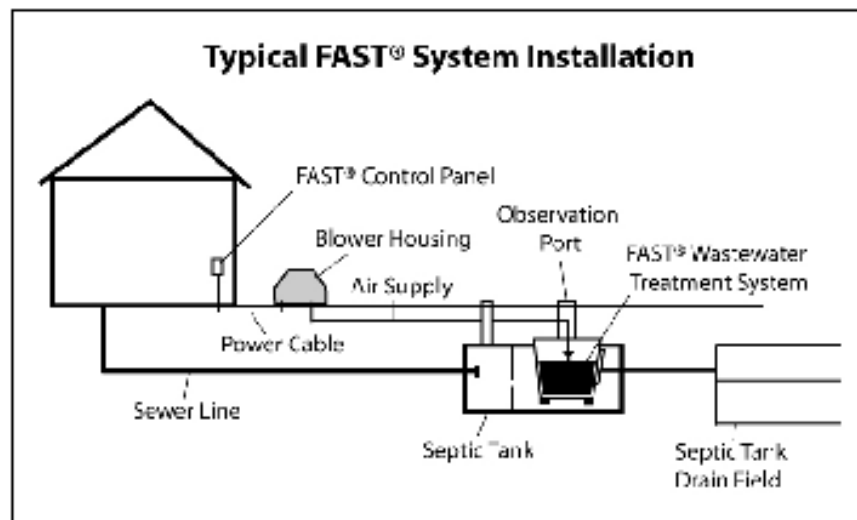 Typical FAST® System Installation
FAST® Control Panel
Observation
Port
Blower Housing
FAST® Wastewater
Treatment System
Air Supply
Power Cable
Sewer Line
Septic Tank
Septic Tank
Drain Field